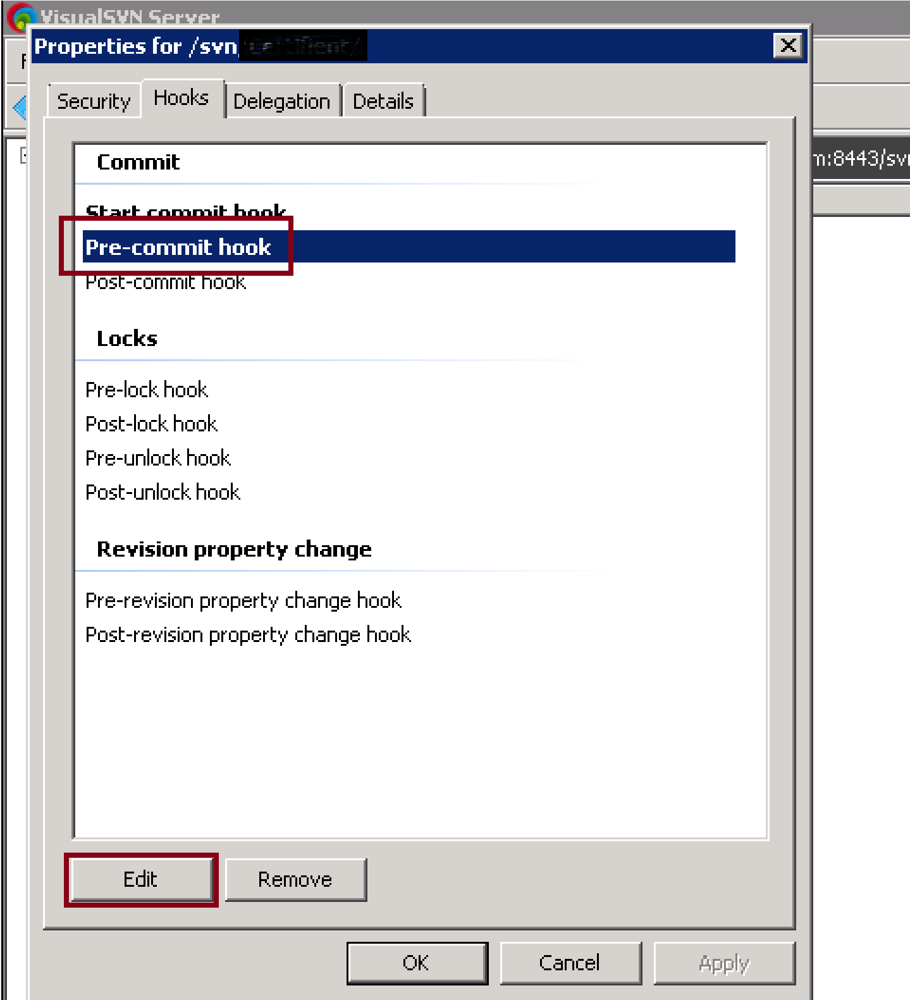 VisualSVN Server
Properties for /svn/
Security Hooks Delegation Details
m:8443/svn
Commit
Start commit hook
Pre-commit hook
Post-commit hook
Locks
Pre-lock hook
Post-lock hook
Pre-unlock hook
Post-unlock hook
Revision property change
Pre-revision property change hook
Post-revision property change hook
Edit Remove
OK Cancel Apply